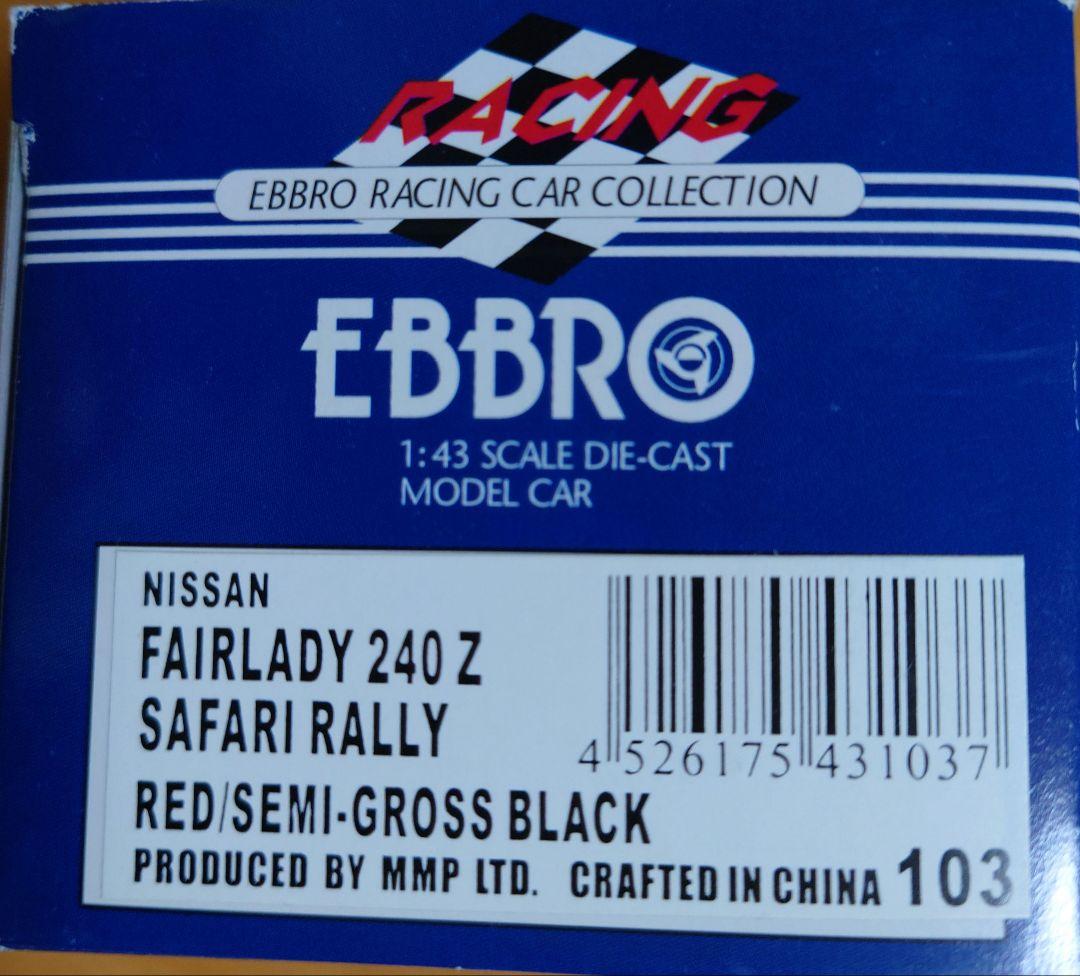 RACING
EBBRO RACING CAR COLLECTION
EBBRO
1:43 SCALE DIE-CAST
MODEL CAR
NISSAN
FAIRLADY 240 Z
SAFARI RALLY
4 526175 431037
RED/SEMI-GROSS BLACK
PRODUCED BY MMP LTD. CRAFTED IN CHINA 103